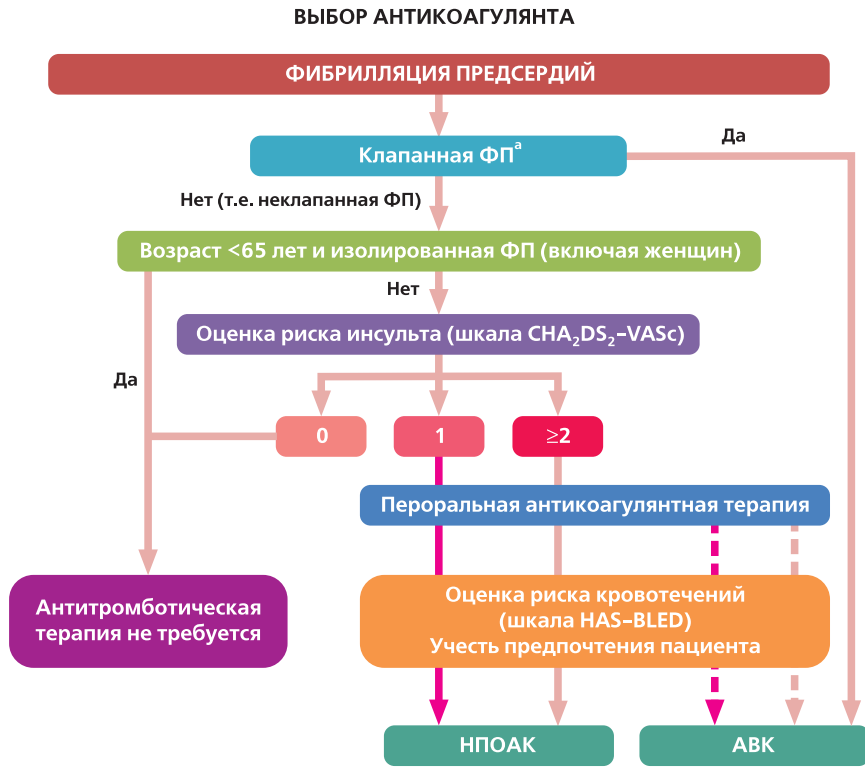 ВЫБОР АНТИКОАГУЛЯНТА
ФИБРИЛЛЯЦИЯ ПРЕДСЕРДИЙ
Да
Клапанная ФПª
Нет (т.е. неклапанная ФП)
Возраст <65 лет и изолированная ФП (включая женщин)
Нет
Оценка риска инсульта (шкала CHA₂DS₂–VASc)
Да
0
1
≥2
Пероральная антикоагулянтная терапия
Антитромботическая
терапия не требуется
Оценка риска кровотечений
(шкала HAS–BLED)
Учесть предпочтения пациента
НПОАК
АВК